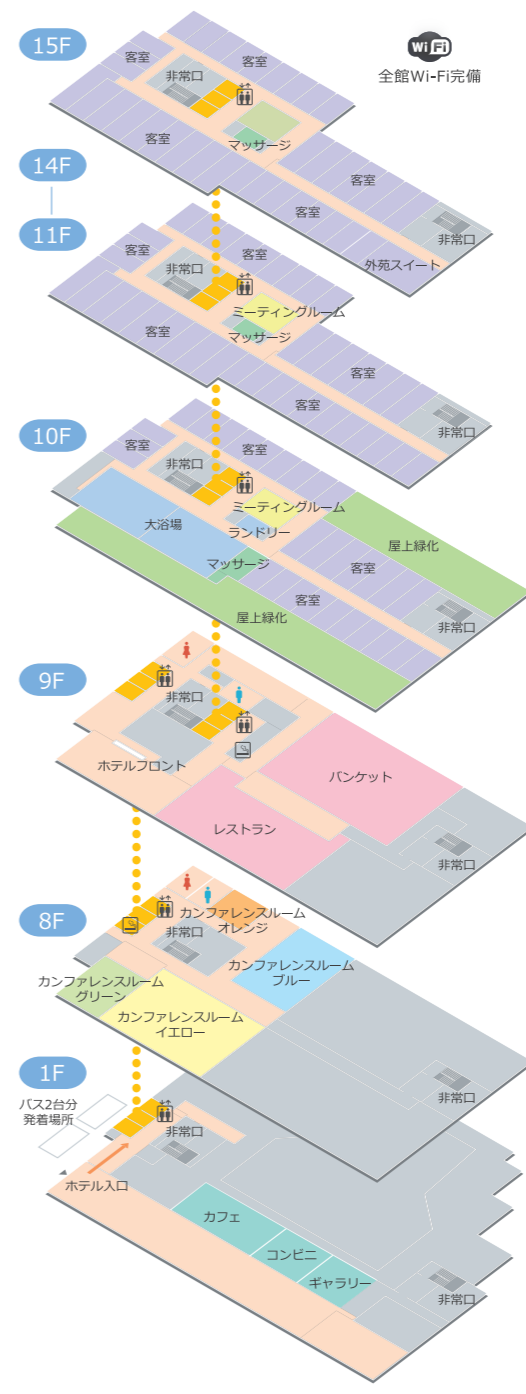 15F
Wi Fi
全館Wi-Fi完備
客室
客室
非常口
マッサージ
客室
客室
客室
非常口
外苑スイート
14F
11F
客室
客室
非常口
ミーティングルーム
マッサージ
客室
客室
客室
非常口
10F
客室
客室
非常口
ミーティングルーム
大浴場
ランドリー
屋上緑化
マッサージ
客室
客室
屋上緑化
非常口
9F
非常口
ホテルフロント
バンケット
レストラン
非常口
8F
カンファレンスルーム
オレンジ
非常口
カンファレンスルーム
ブルー
カンファレンスルーム
グリーン
カンファレンスルーム
イエロー
非常口
1F
バス2台分
発着場所
非常口
ホテル入口
カフェ
コンビニ
ギャラリー
非常口